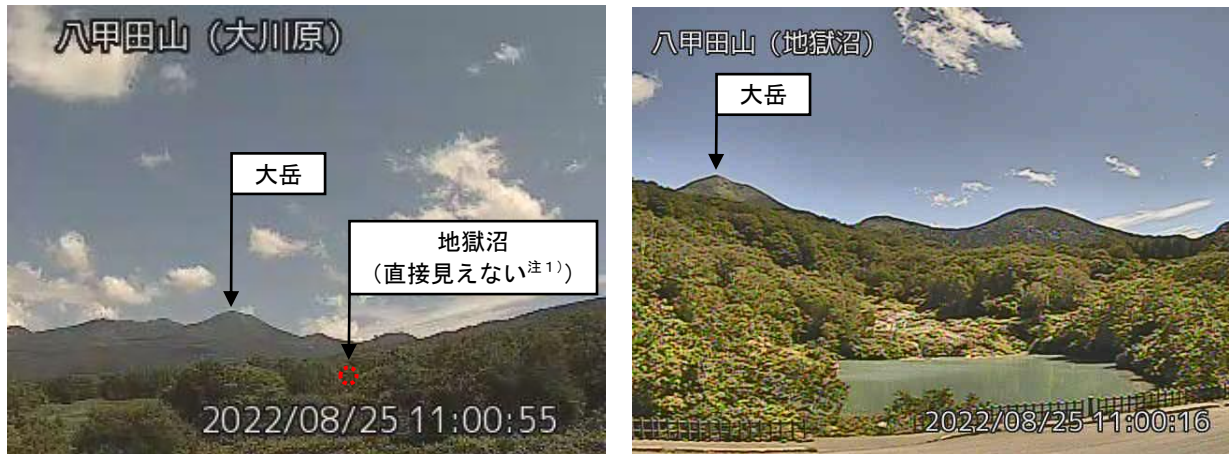 八甲田山（大川原）
大岳
地獄沼
（直接見えない注１））
2022/08/25 11:00:55
八甲田山（地獄沼）
大岳
2022/08/25 11:00:16